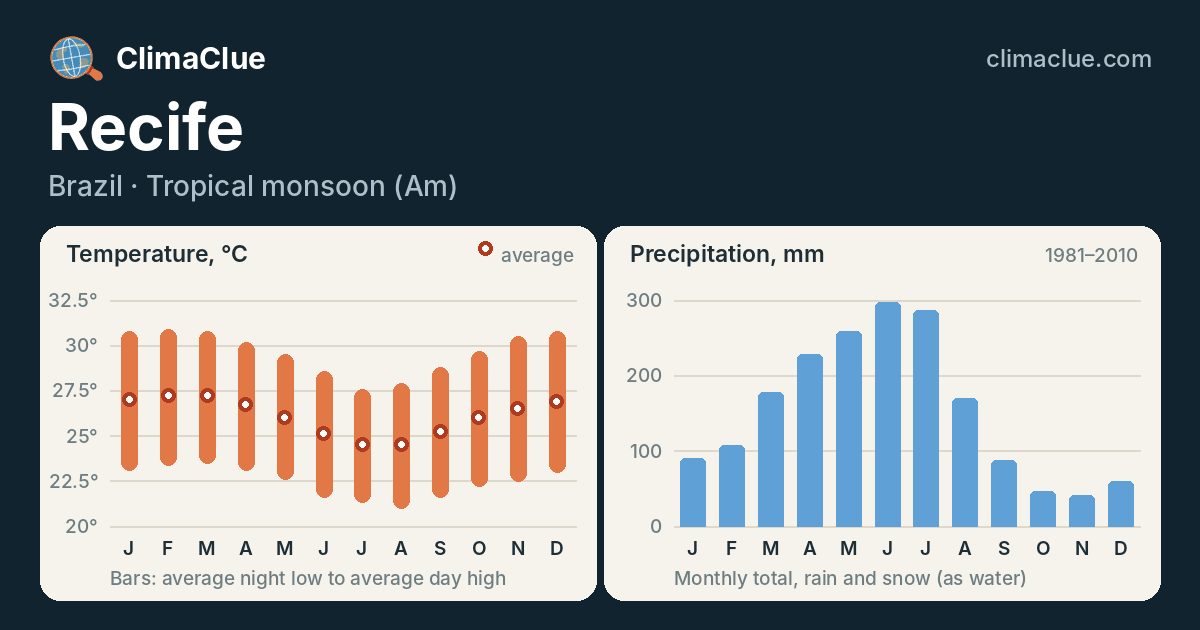 ClimaClue
climaclue.com
Recife
Brazil · Tropical monsoon (Am)
Temperature, °C
average
32.5°
30°
27.5°
25°
22.5°
20°
J F M A M J J A S O N D
Bars: average night low to average day high
Precipitation, mm
1981–2010
300
200
100
0
J F M A M J J A S O N D
Monthly total, rain and snow (as water)